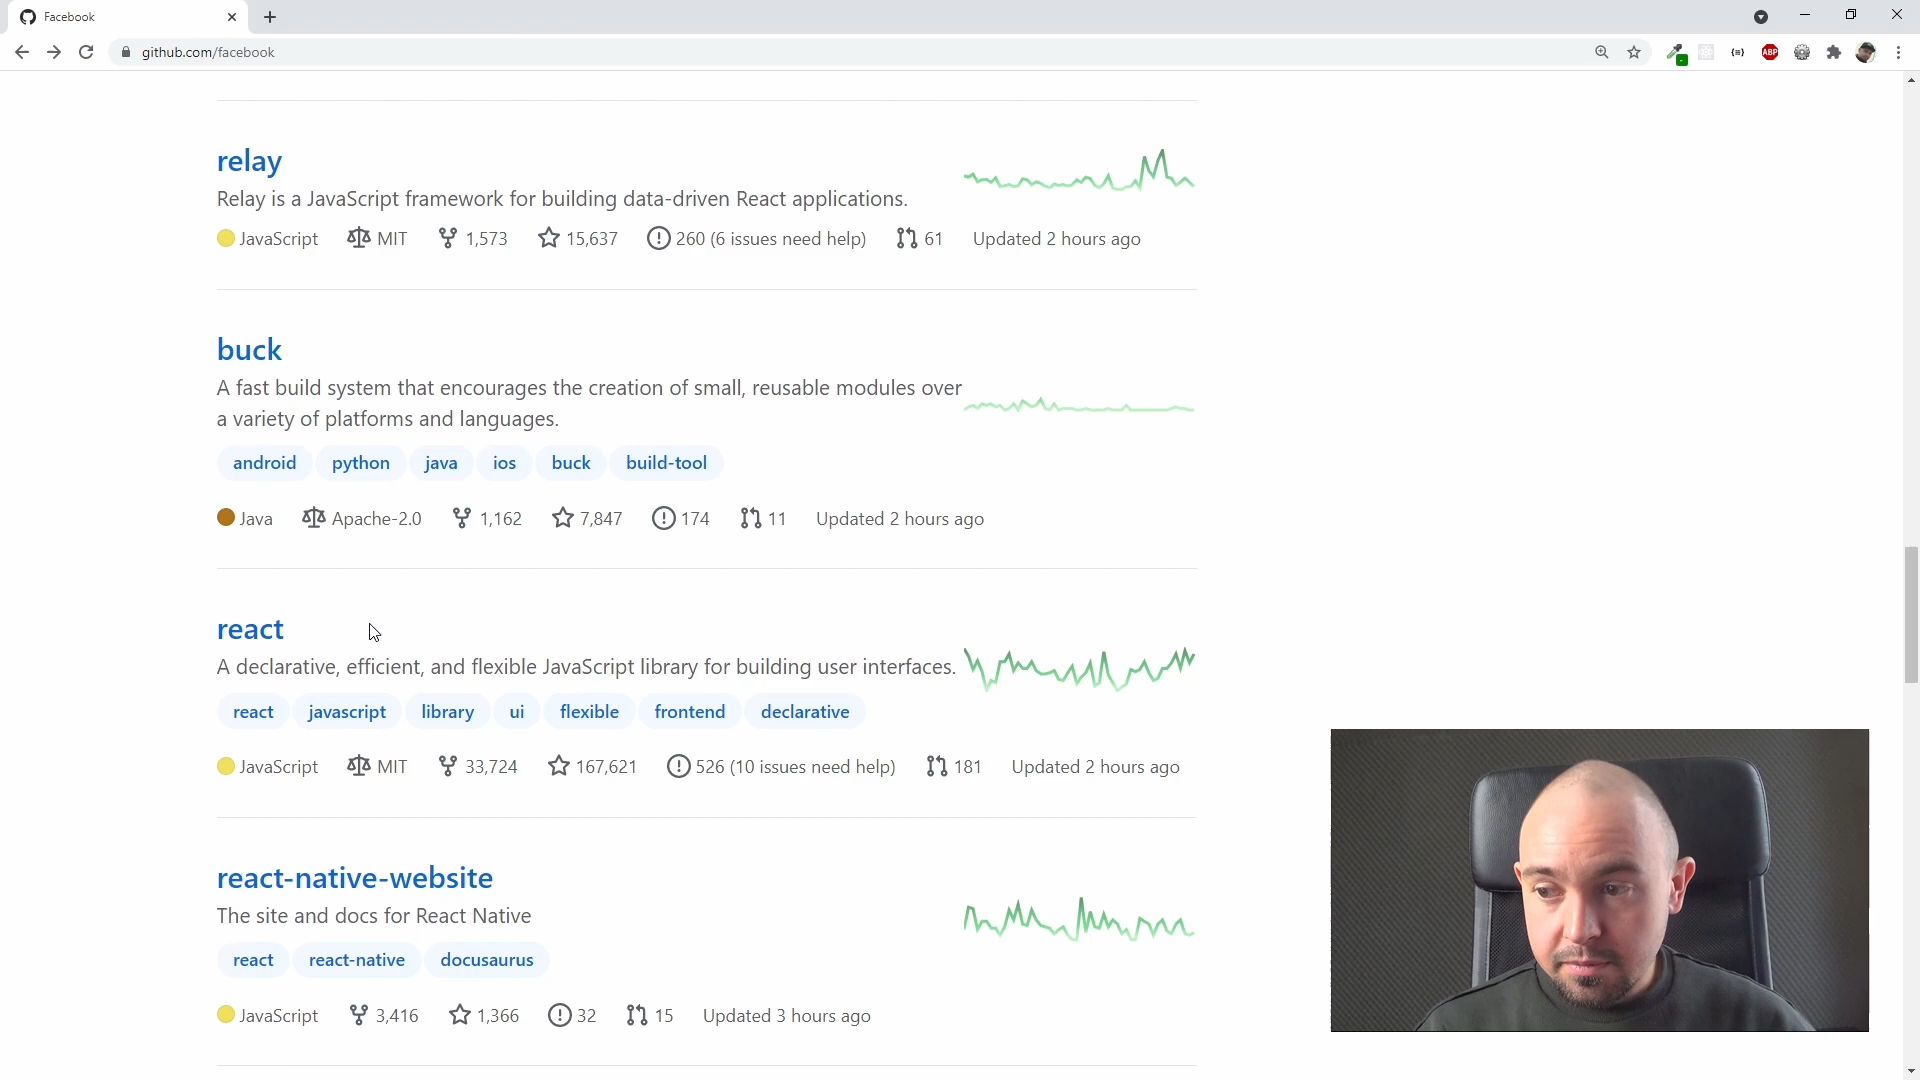 Facebook
github.com/facebook
ABP
relay
Relay is a JavaScript framework for building data-driven React applications.
JavaScript MIT 1,573 15,637 260 (6 issues need help) 61 Updated 2 hours ago
buck
A fast build system that encourages the creation of small, reusable modules over
a variety of platforms and languages.
android python java ios buck build-tool
Java Apache-2.0 1,162 7,847 174 11 Updated 2 hours ago
react
A declarative, efficient, and flexible JavaScript library for building user interfaces.
react javascript library ui flexible frontend declarative
JavaScript MIT 33,724 167,621 526 (10 issues need help) 181 Updated 2 hours ago
react-native-website
The site and docs for React Native
react react-native docusaurus
JavaScript 3,416 1,366 32 15 Updated 3 hours ago